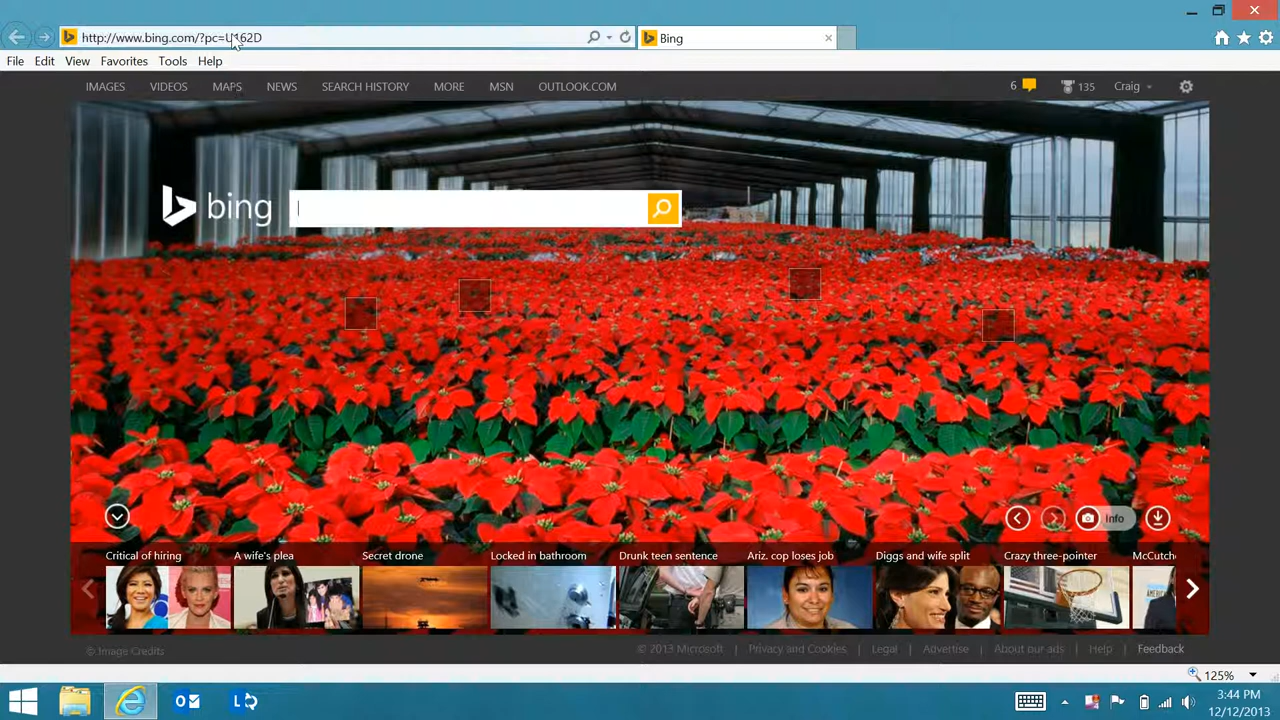 http://www.bing.com/?pc=U162D
Bing
File Edit View Favorites Tools Help
IMAGES VIDEOS MAPS NEWS SEARCH HISTORY MORE MSN OUTLOOK.COM
6 135 Craig
bing
Info
Critical of hiring A wife's plea Secret drone Locked in bathroom Drunk teen sentence Ariz. cop loses job Diggs and wife split Crazy three-pointer McCutch
© Image Credits
© 2013 Microsoft | Privacy and Cookies | Legal | Advertise | About our ads | Help | Feedback
125%
3:44 PM
12/12/2013